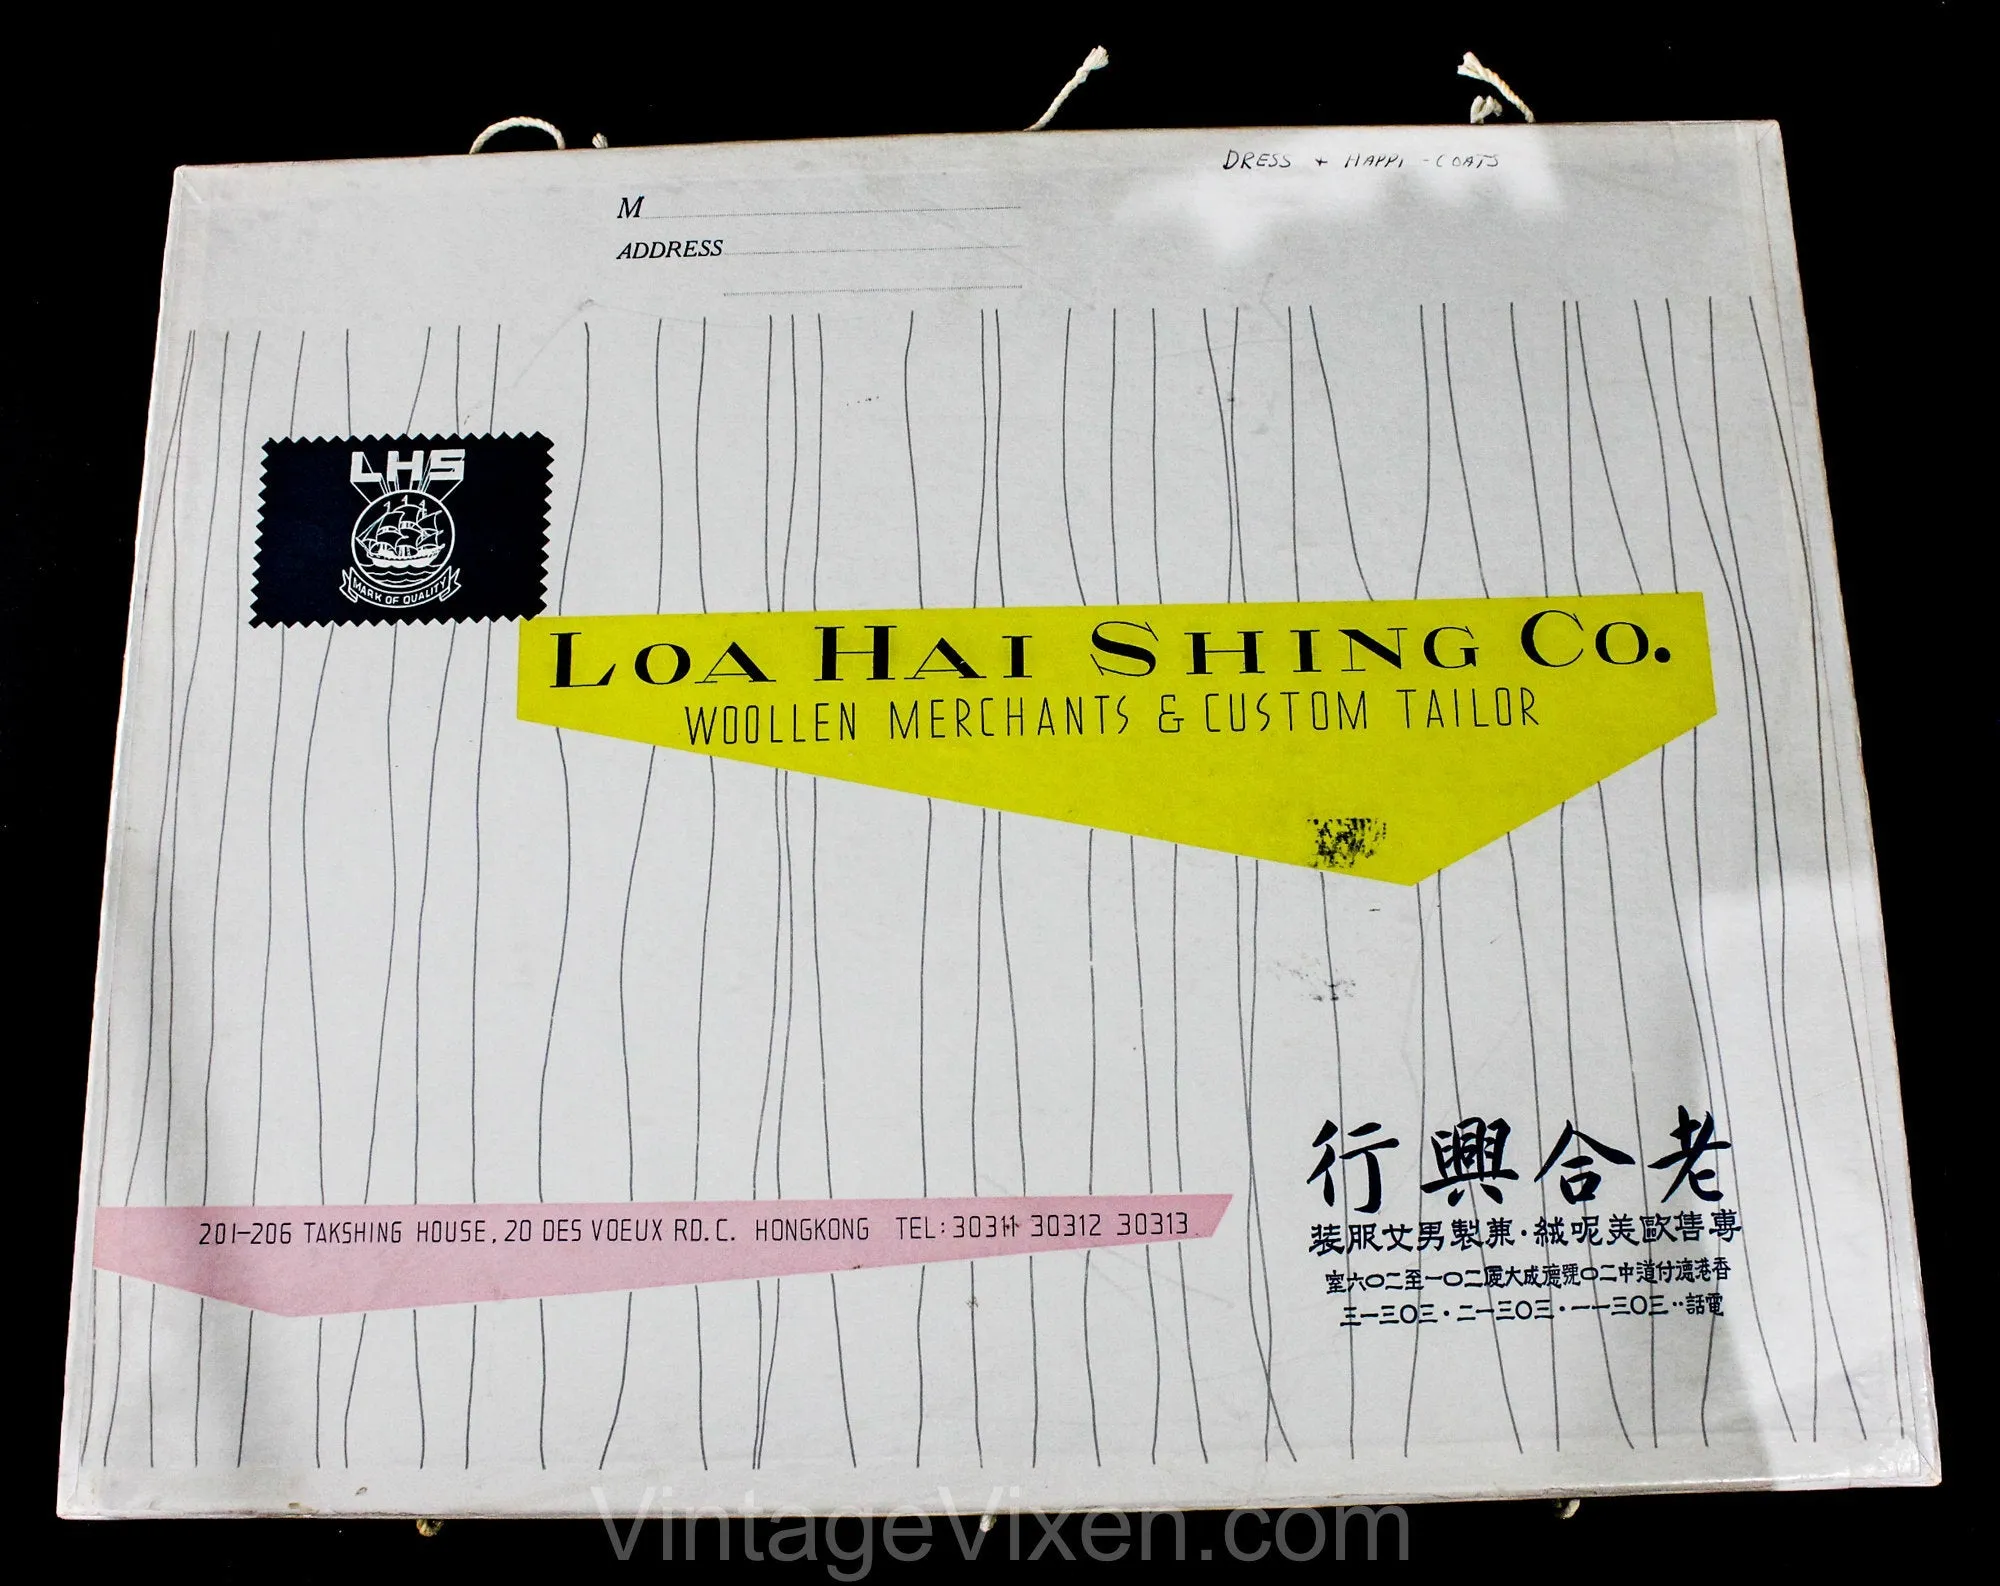 DRESS + HAPPI-COATS
M
ADDRESS
LHS
MARK OF QUALITY
LOA HAI SHING CO.
WOOLLEN MERCHANTS & CUSTOM TAILOR
老合興行
專售歐美呢絨·兼製男女服裝
香港德付道中二〇號德成大廈二〇一至二〇六室
電話：三〇三一一·三〇三一二·三〇三一三
201-206 TAKSHING HOUSE, 20 DES VOEUX RD. C. HONGKONG TEL: 30311 30312 30313
VintageVixen.com